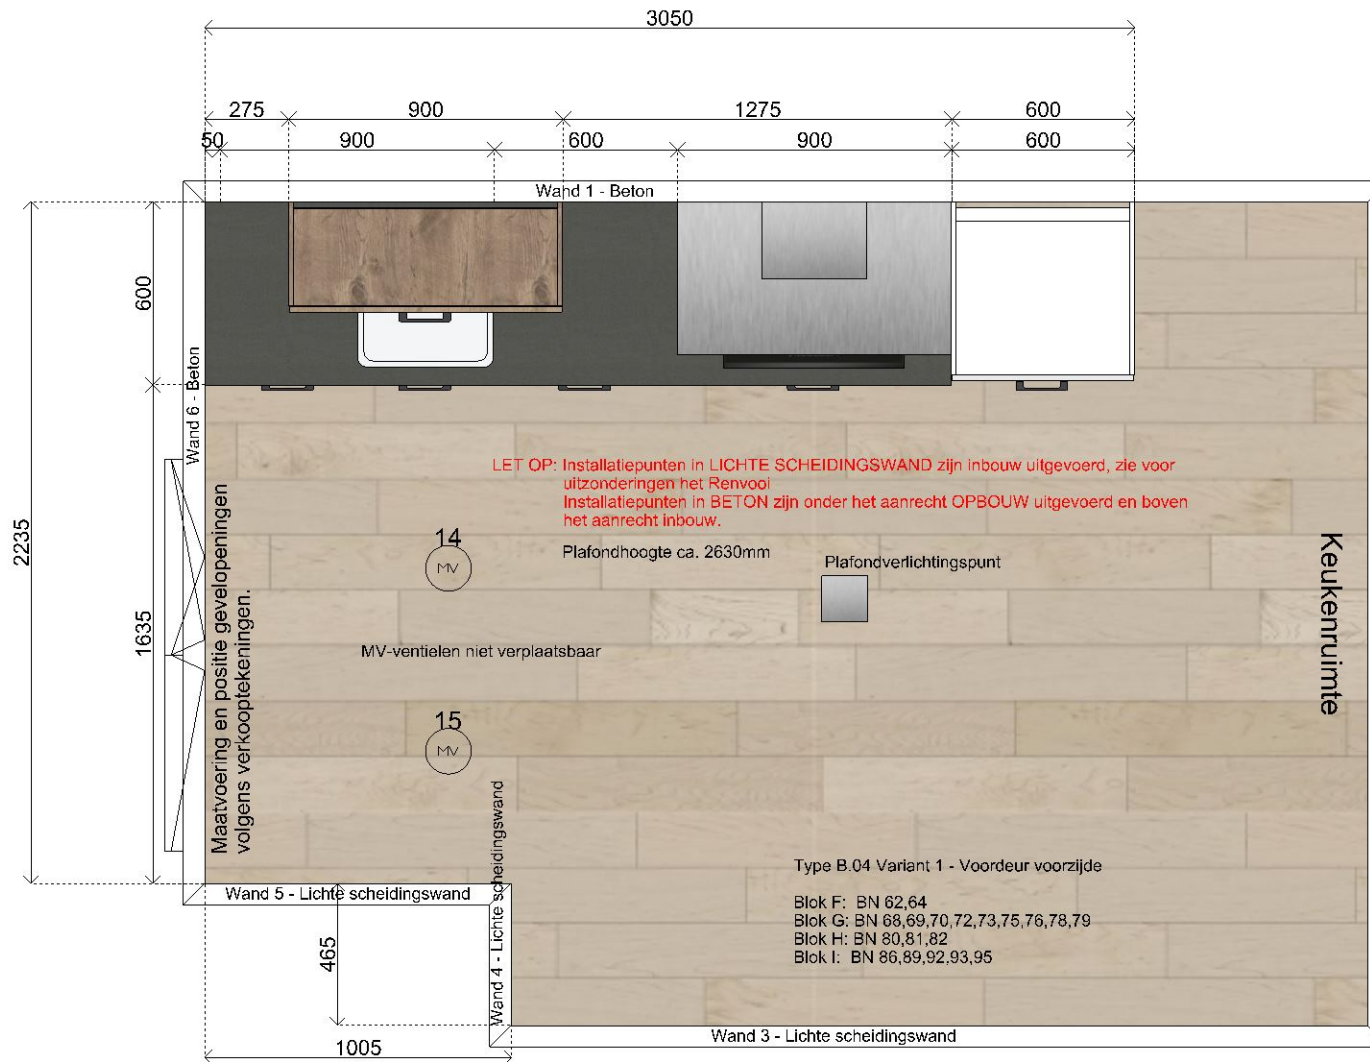 3050
275
900
1275
600
50
900
600
900
600
Wand 1 - Beton
600
Wand 6 - Beton
2235
1635
LET OP: Installatiepunten in LICHTE SCHEIDINGSWAND zijn inbouw uitgevoerd, zie voor
uitzonderingen het Renvooi
Installatiepunten in BETON zijn onder het aanrecht OPBOUW uitgevoerd en boven
het aanrecht inbouw.
Plafondhoogte ca. 2630mm
Plafondverlichtingspunt
Keukenruimte
14
MV
MV-ventielen niet verplaatsbaar
15
MV
Maatvoering en positie gevelopeningen
volgens verkooptekeningen.
Wand 5 - Lichte scheidingswand
Wand 4 - Lichte scheidingswand
465
1005
Type B.04 Variant 1 - Voordeur voorzijde
Blok F: BN 62,64
Blok G: BN 68,69,70,72,73,75,76,78,79
Blok H: BN 80,81,82
Blok I: BN 86,89,92,93,95
Wand 3 - Lichte scheidingswand